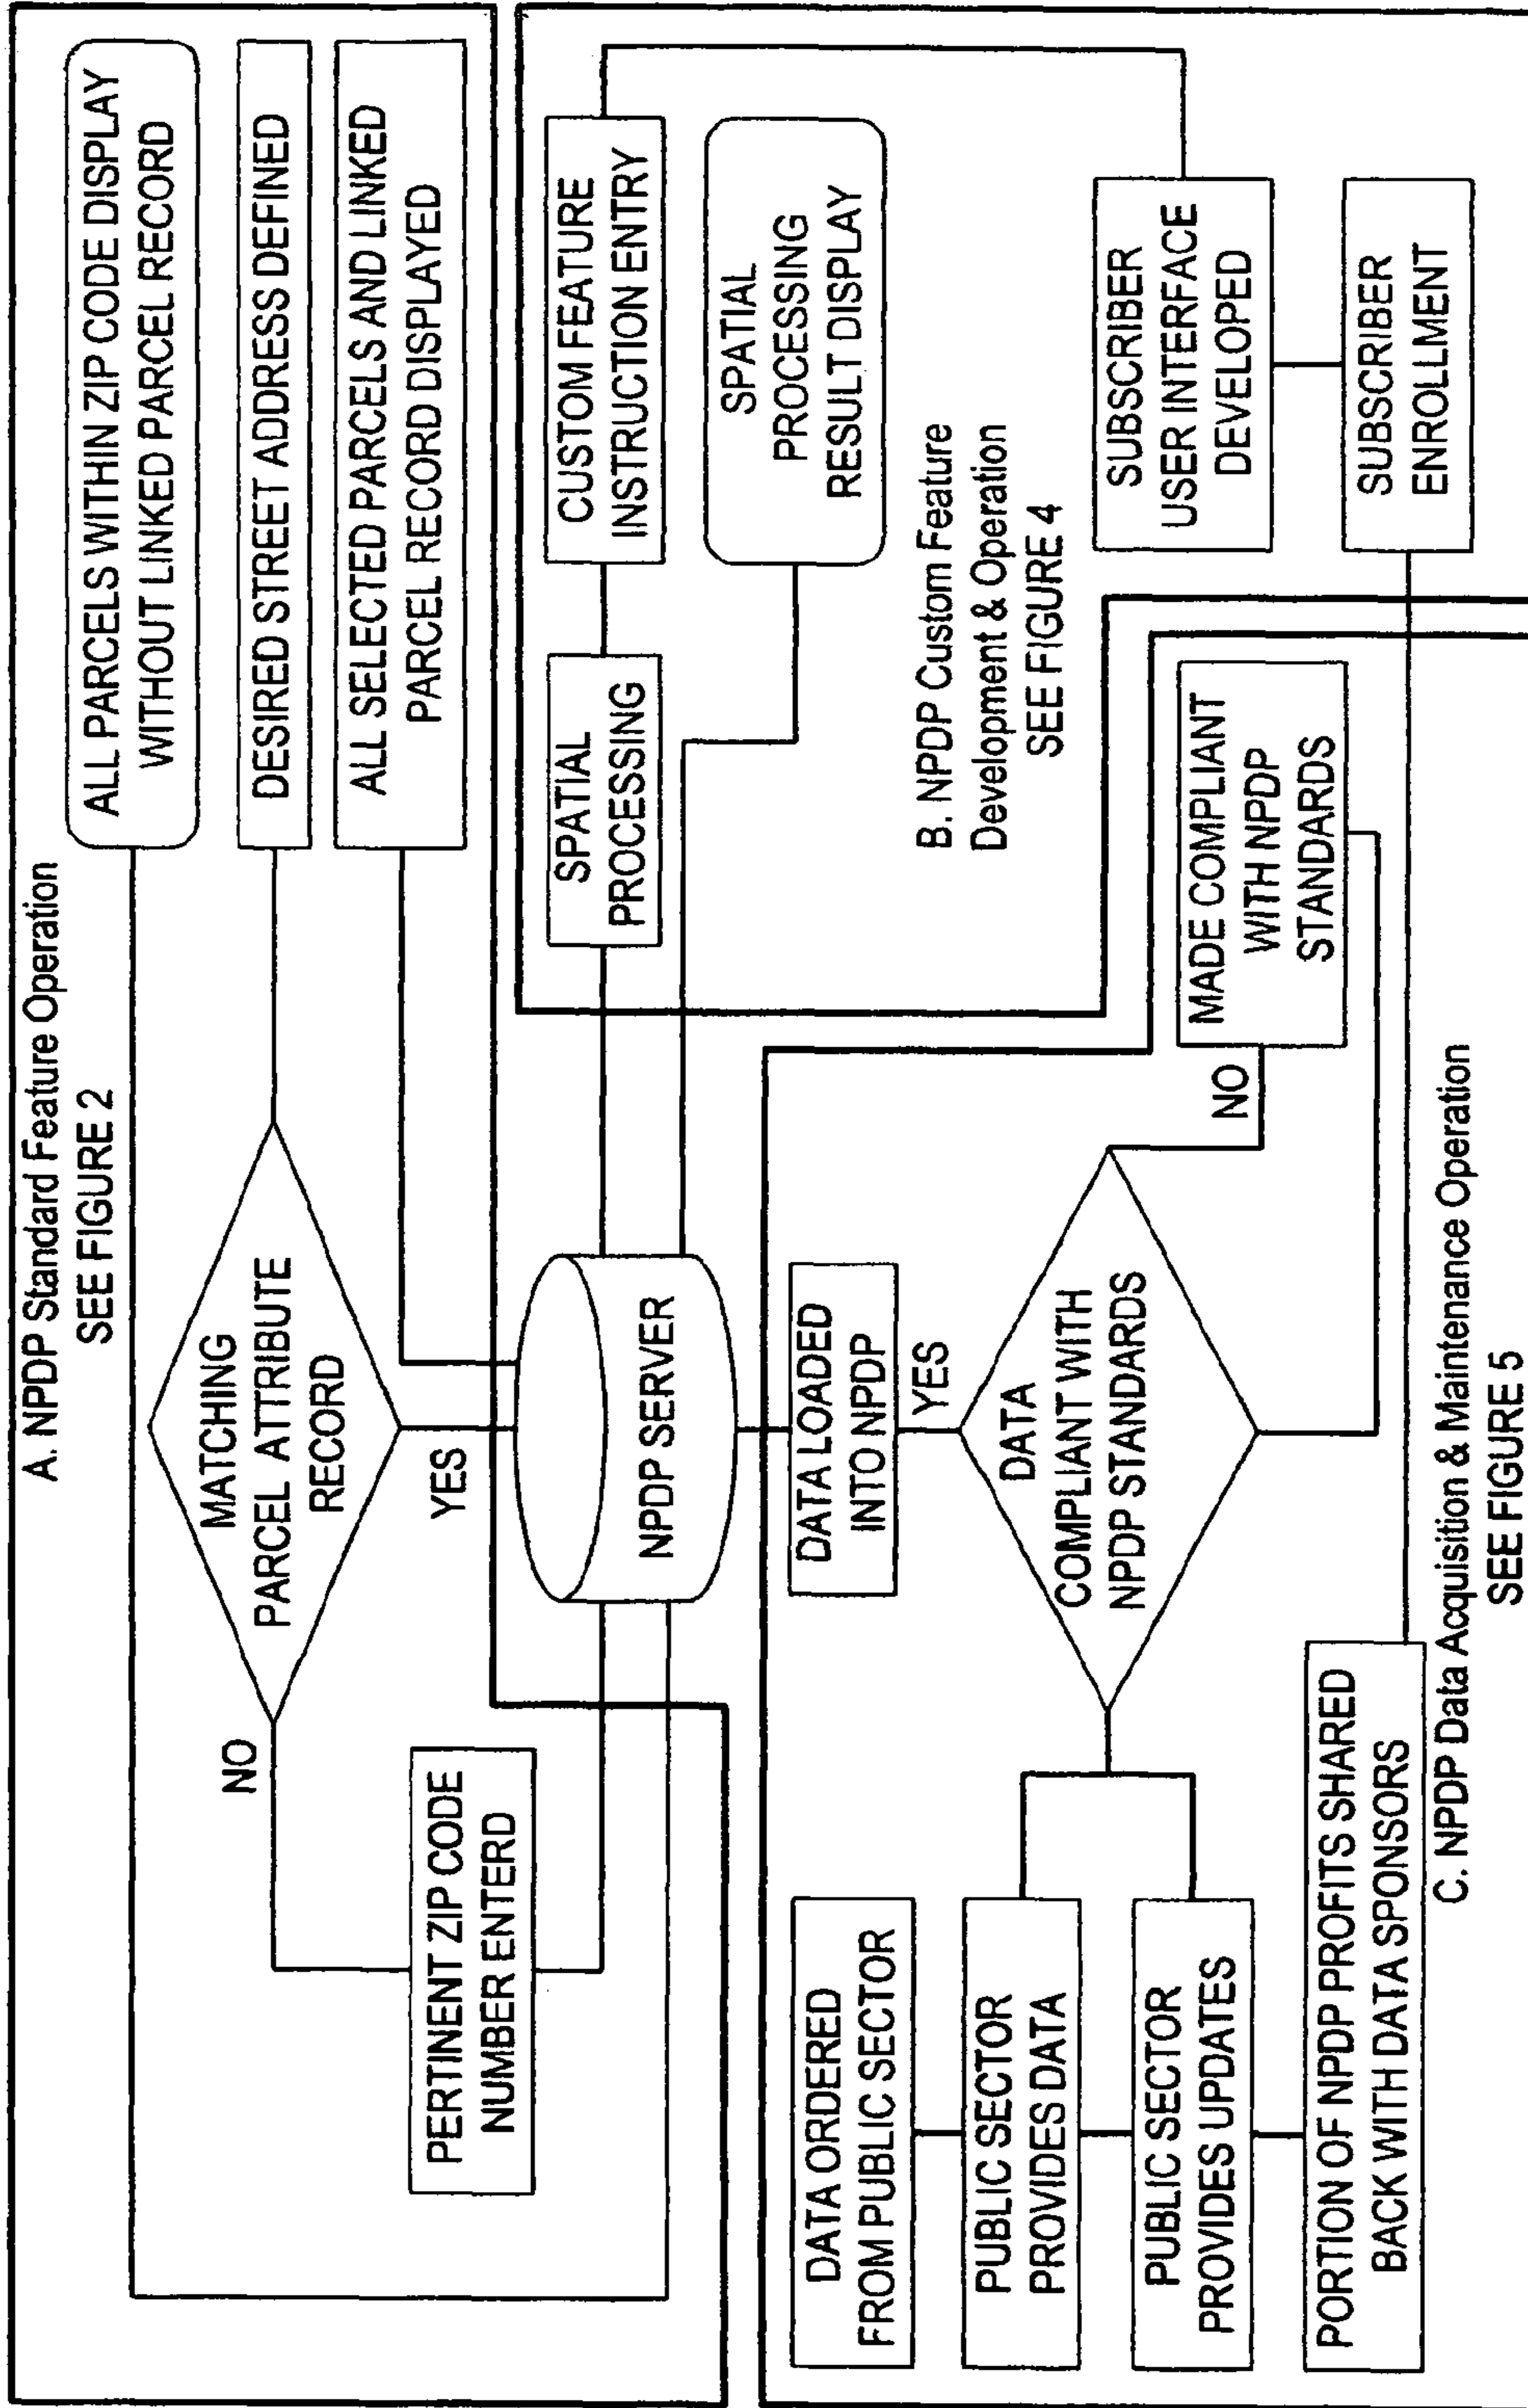 A. NPDP Standard Feature Operation
SEE FIGURE 2
ALL PARCELS WITHIN ZIP CODE DISPLAY
WITHOUT LINKED PARCEL RECORD
DESIRED STREET ADDRESS DEFINED
ALL SELECTED PARCELS AND LINKED
PARCEL RECORD DISPLAYED
MATCHING
PARCEL ATTRIBUTE
RECORD
NO
YES
PERTINENT ZIP CODE
NUMBER ENTERD
NPDP SERVER
SPATIAL
PROCESSING
CUSTOM FEATURE
INSTRUCTION ENTRY
SPATIAL
PROCESSING
RESULT DISPLAY
B. NPDP Custom Feature
Development & Operation
SEE FIGURE 4
SUBSCRIBER
USER INTERFACE
DEVELOPED
SUBSCRIBER
ENROLLMENT
DATA LOADED
INTO NPDP
YES
DATA
COMPLIANT WITH
NPDP STANDARDS
NO
MADE COMPLIANT
WITH NPDP
STANDARDS
DATA ORDERED
FROM PUBLIC SECTOR
PUBLIC SECTOR
PROVIDES DATA
PUBLIC SECTOR
PROVIDES UPDATES
PORTION OF NPDP PROFITS SHARED
BACK WITH DATA SPONSORS
C. NPDP Data Acquisition & Maintenance Operation
SEE FIGURE 5